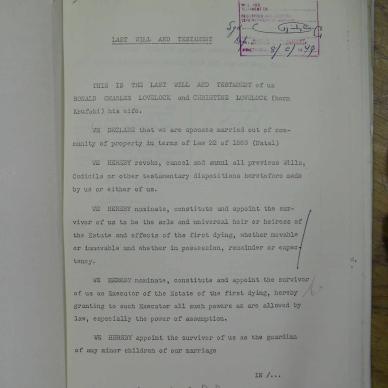 LAST WILL AND TESTAMENT
THIS IS THE LAST WILL AND TESTAMENT of us
RONALD CHARLES LOVELOCK and CHRISTINE LOVELOCK (born
Krufski) his wife.
WE DECLARE that we are spouses married out of com-
munity of property in terms of Law 22 of 1863 (Natal)
WE HEREBY revoke, cancel and annul all previous Wills,
Codicils or other testamentary dispositions heretofore made
by us or either of us.
WE HEREBY nominate, constitute and appoint the sur-
vivor of us to be the sole and universal heir or heiress of
the Estate and effects of the first dying, whether movable
or immovable and whether in possession, remainder or expec-
tancy.
WE HEREBY nominate, constitute and appoint the survivor
of us as Executor of the Estate of the first dying, hereby
granting to such Executor all such powers as are allowed by
law, especially the power of assumption.
WE HEREBY appoint the survivor of us as the guardian
of any minor children of our marriage
IN /...